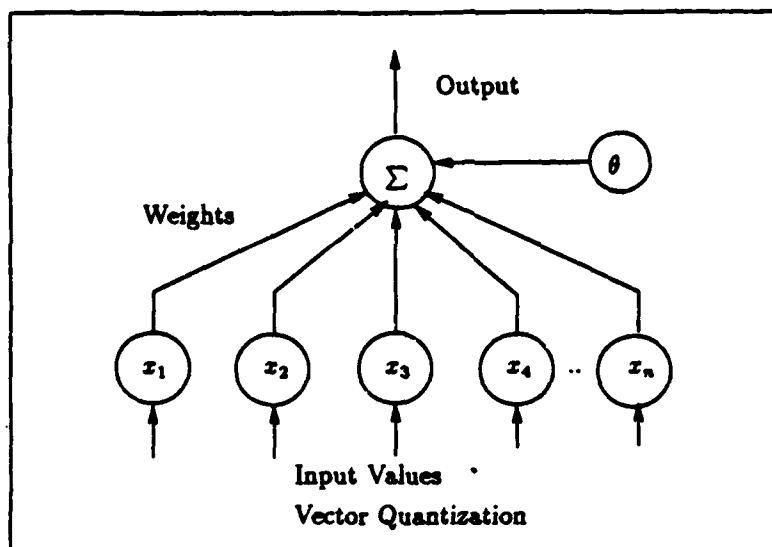 Output
Σ
θ
Weights
x₁ x₂ x₃ x₄ .. xₙ
Input Values
Vector Quantization